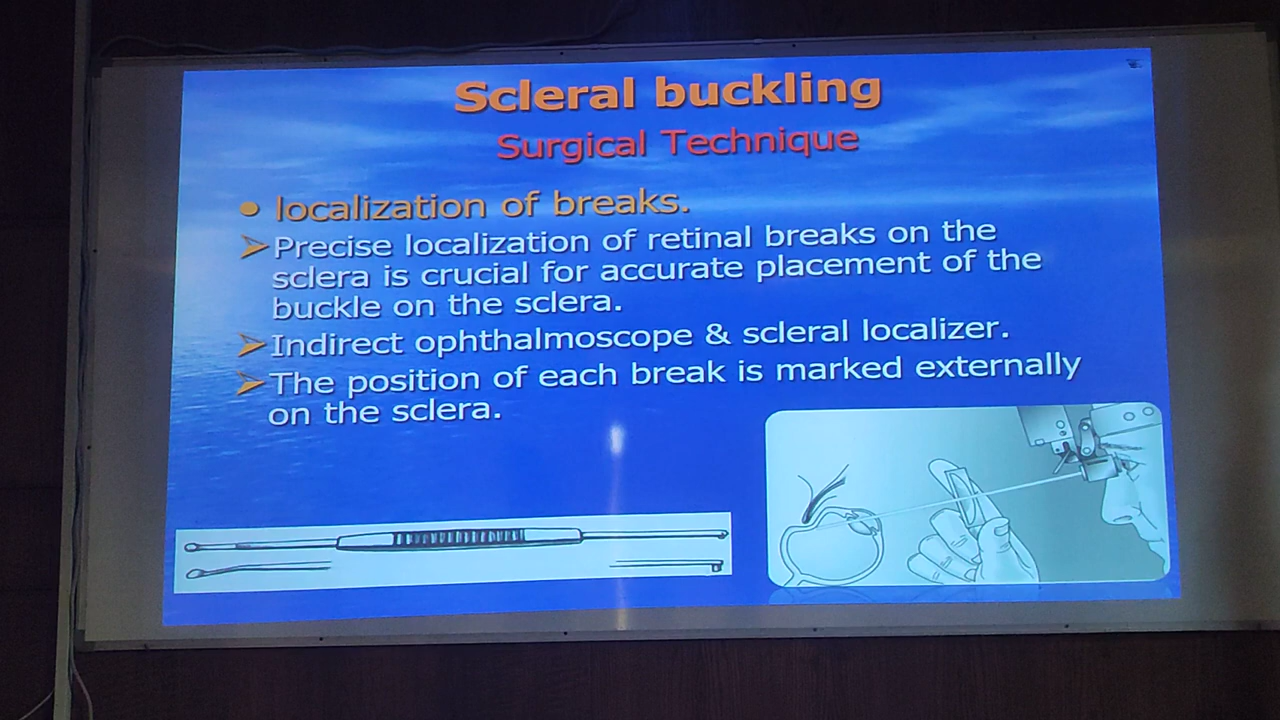 Scleral buckling
Surgical Technique
• localization of breaks.
➢ Precise localization of retinal breaks on the
sclera is crucial for accurate placement of the
buckle on the sclera.
➢ Indirect ophthalmoscope & scleral localizer.
➢ The position of each break is marked externally
on the sclera.